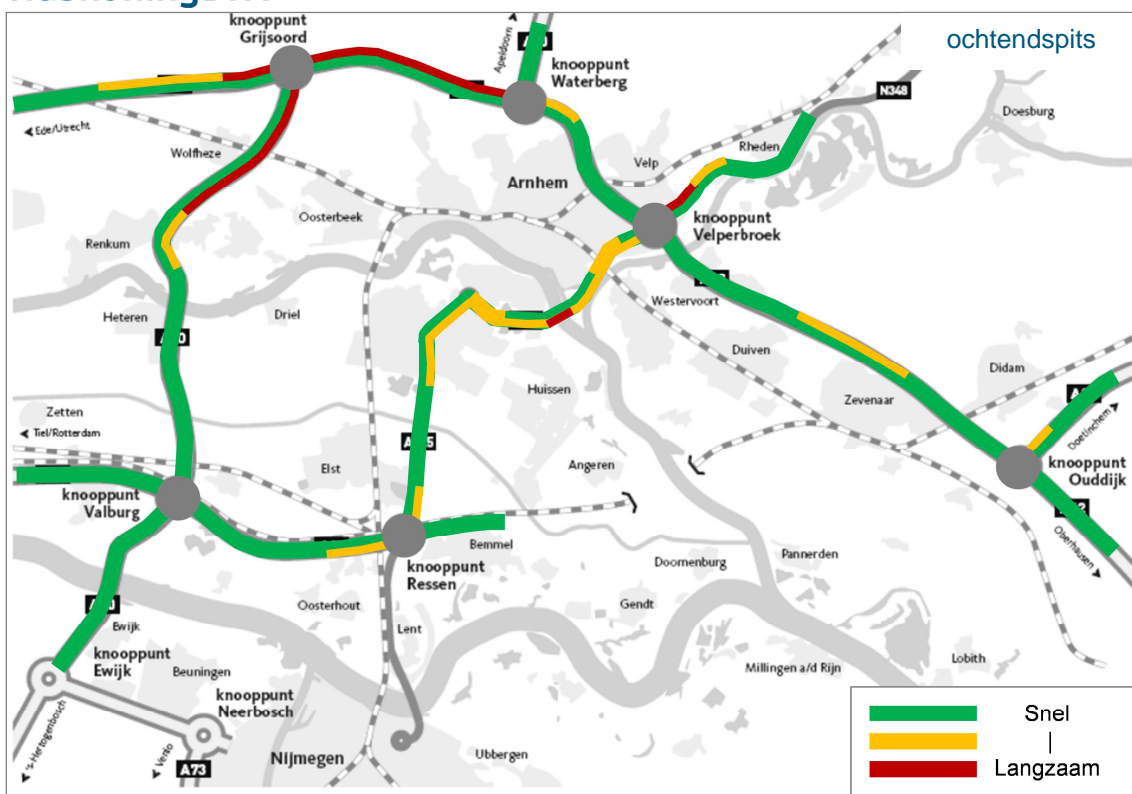 knooppunt
Grijsoord
Apeldoorn
knooppunt
Waterberg
ochtendspits
N348
Doesburg
Ede/Utrecht
Wolfheze
Velp
Rheden
Arnhem
Oosterbeek
knooppunt
Velperbroek
Renkum
Westervoort
Heteren
Driel
Duiven
Didam
Huissen
Zevenaar
Zetten
Tiel/Rotterdam
Doetinchem
Elst
Angeren
knooppunt
Ouddijk
knooppunt
Valburg
Bemmel
Oberhausen
knooppunt
Ressen
Doornenburg
Pannerden
Oosterhout
Gendt
Ewijk
Lent
knooppunt
Ewijk
Beuningen
Millingen a/d Rijn
Lobith
knooppunt
Neerbosch
's-Hertogenbosch
Venlo
A73
Nijmegen
Ubbergen
Snel
|
Langzaam